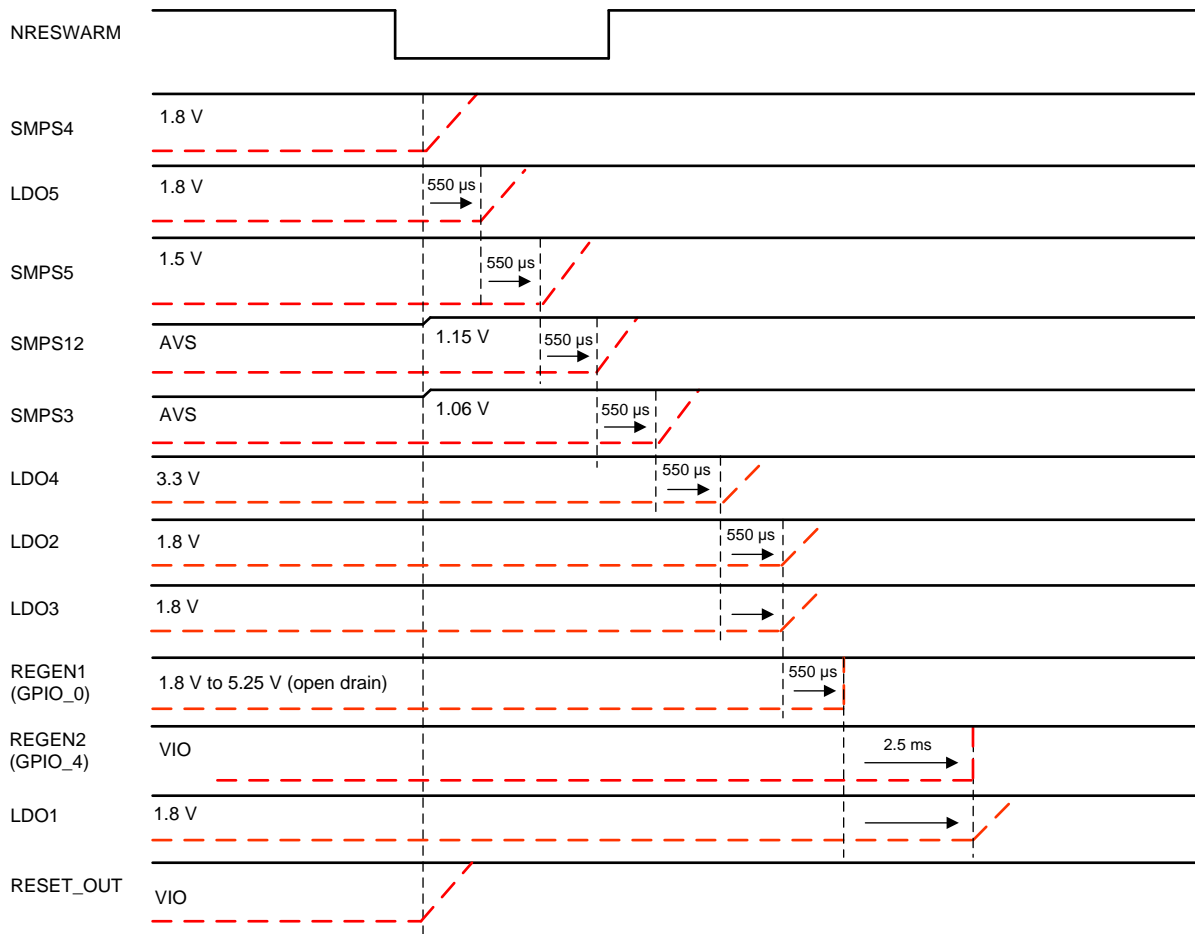 NRESWARM
SMPS4
1.8 V
LDO5
1.8 V
550 µs
SMPS5
1.5 V
550 µs
SMPS12
AVS
1.15 V
550 µs
SMPS3
AVS
1.06 V
550 µs
LDO4
3.3 V
550 µs
LDO2
1.8 V
550 µs
LDO3
1.8 V
REGEN1
(GPIO_0)
1.8 V to 5.25 V (open drain)
550 µs
REGEN2
(GPIO_4)
VIO
2.5 ms
LDO1
1.8 V
RESET_OUT
VIO